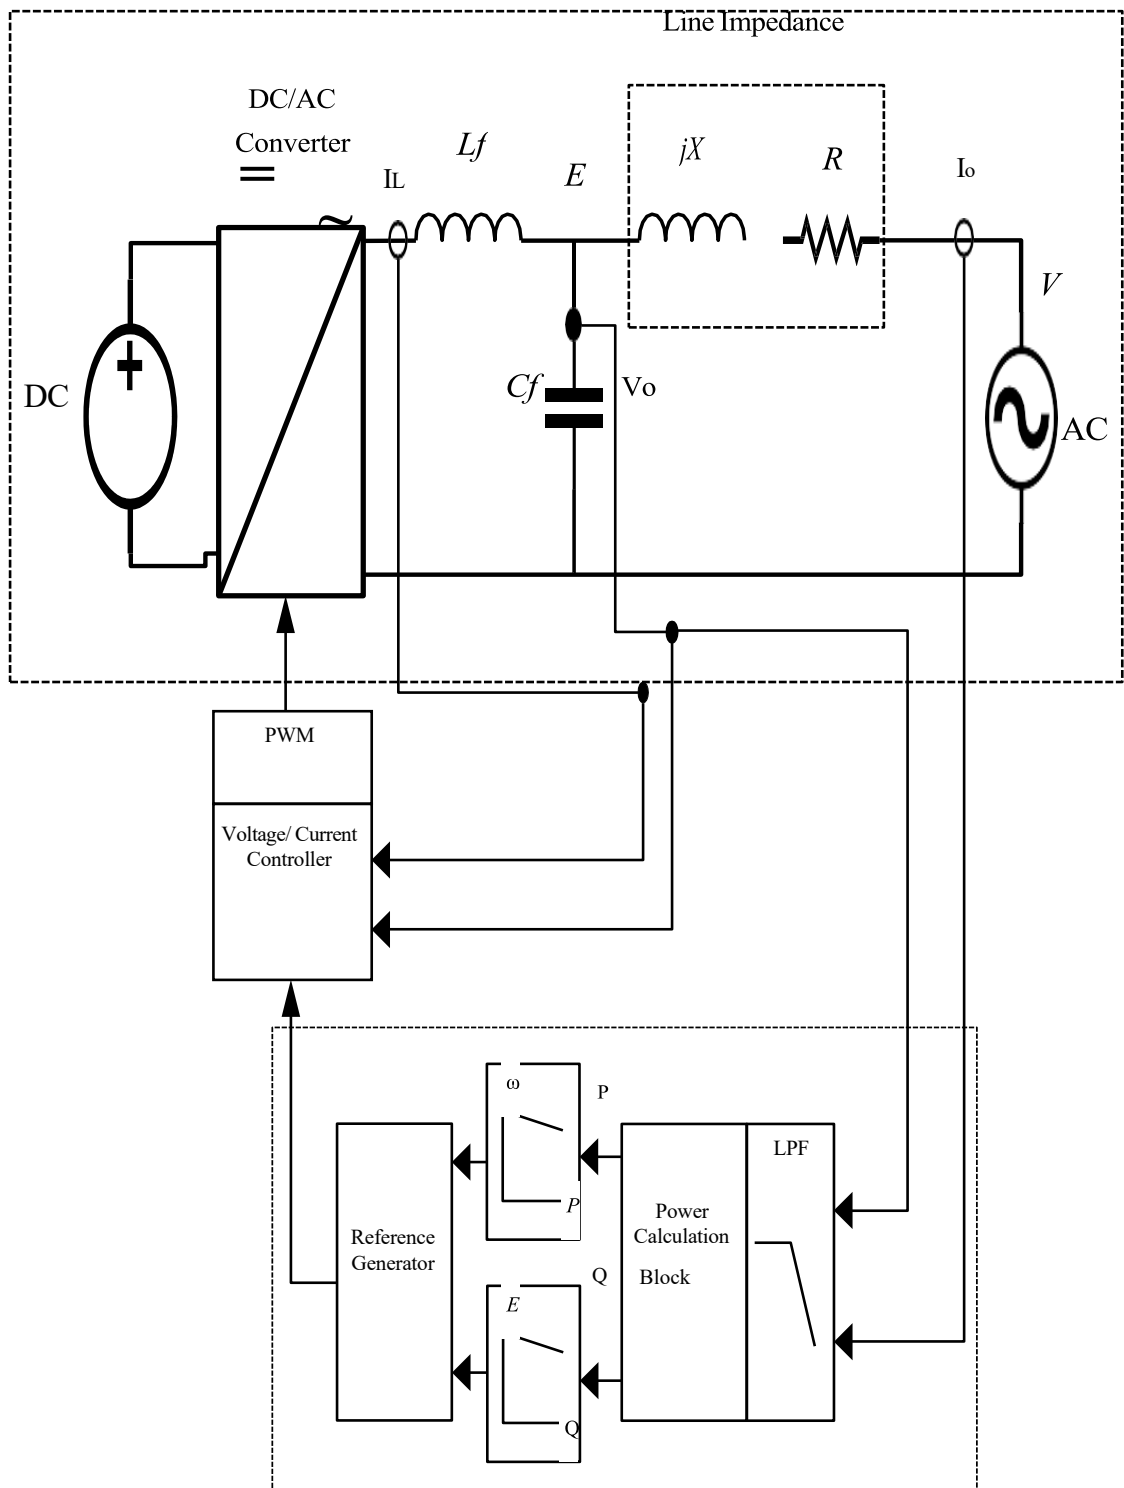 Line Impedance
DC/AC
Converter
=
~
IL
Lf
E
jX
R
Io
V
DC
Cf
Vo
AC
PWM
Voltage/ Current
Controller
ω
P
P
LPF
Power
Calculation
Block
Reference
Generator
Q
E
Q